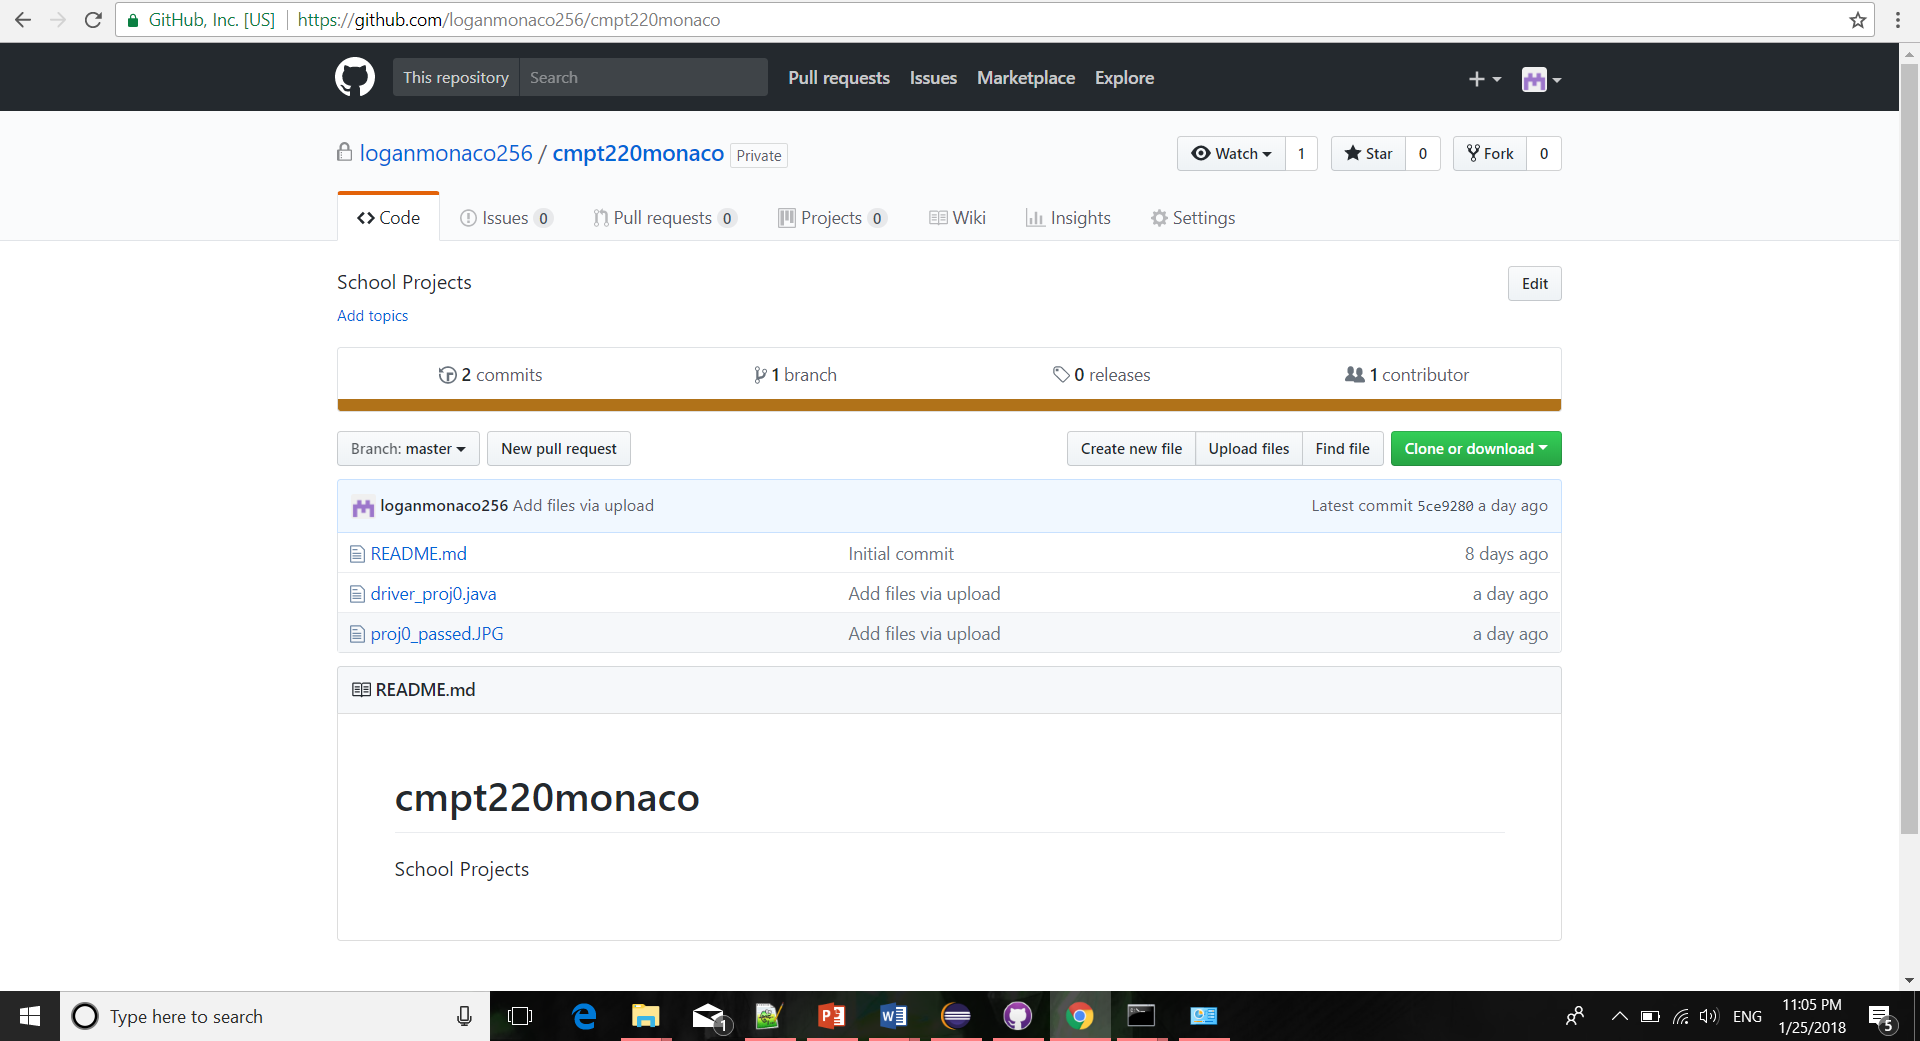 GitHub, Inc. [US] https://github.com/loganmonaco256/cmpt220monaco
This repository Search Pull requests Issues Marketplace Explore
loganmonaco256 / cmpt220monaco Private Watch 1 Star 0 Fork 0
Code Issues 0 Pull requests 0 Projects 0 Wiki Insights Settings
School Projects Edit
Add topics
2 commits 1 branch 0 releases 1 contributor
Branch: master New pull request Create new file Upload files Find file Clone or download
loganmonaco256 Add files via upload Latest commit 5ce9280 a day ago
README.md Initial commit 8 days ago
driver_proj0.java Add files via upload a day ago
proj0_passed.JPG Add files via upload a day ago
README.md
cmpt220monaco
School Projects
Type here to search 1 ENG 11:05 PM
1/25/2018 5